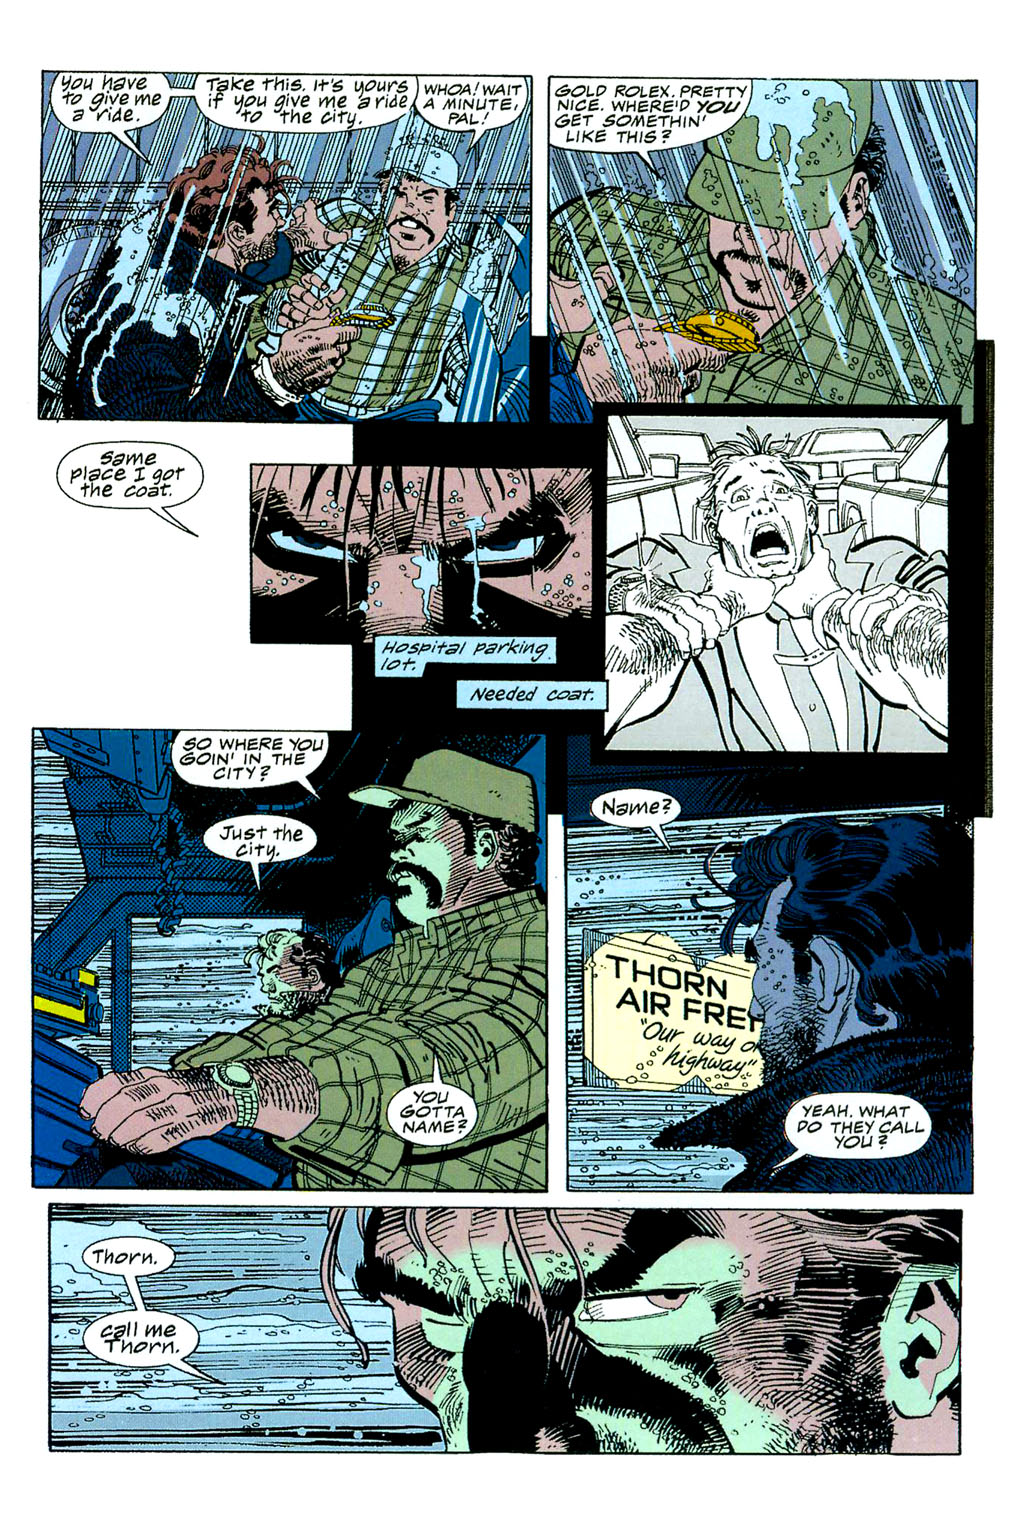 You have
to give me
a ride.
Take this. It's yours
if you give me a ride
to the city.
WHOA! WAIT
A MINUTE,
PAL!
GOLD ROLEX. PRETTY
NICE. WHERE'D YOU
GET SOMETHIN'
LIKE THIS?
Same
place I got
the coat.
Hospital parking
lot.
Needed coat.
SO WHERE YOU
GOIN' IN THE
CITY?
Just the
city.
YOU
GOTTA
NAME?
Name?
THORN
AIR FREI
"Our way o
highway"
YEAH. WHAT
DO THEY CALL
YOU?
Thorn.
call me
Thorn.